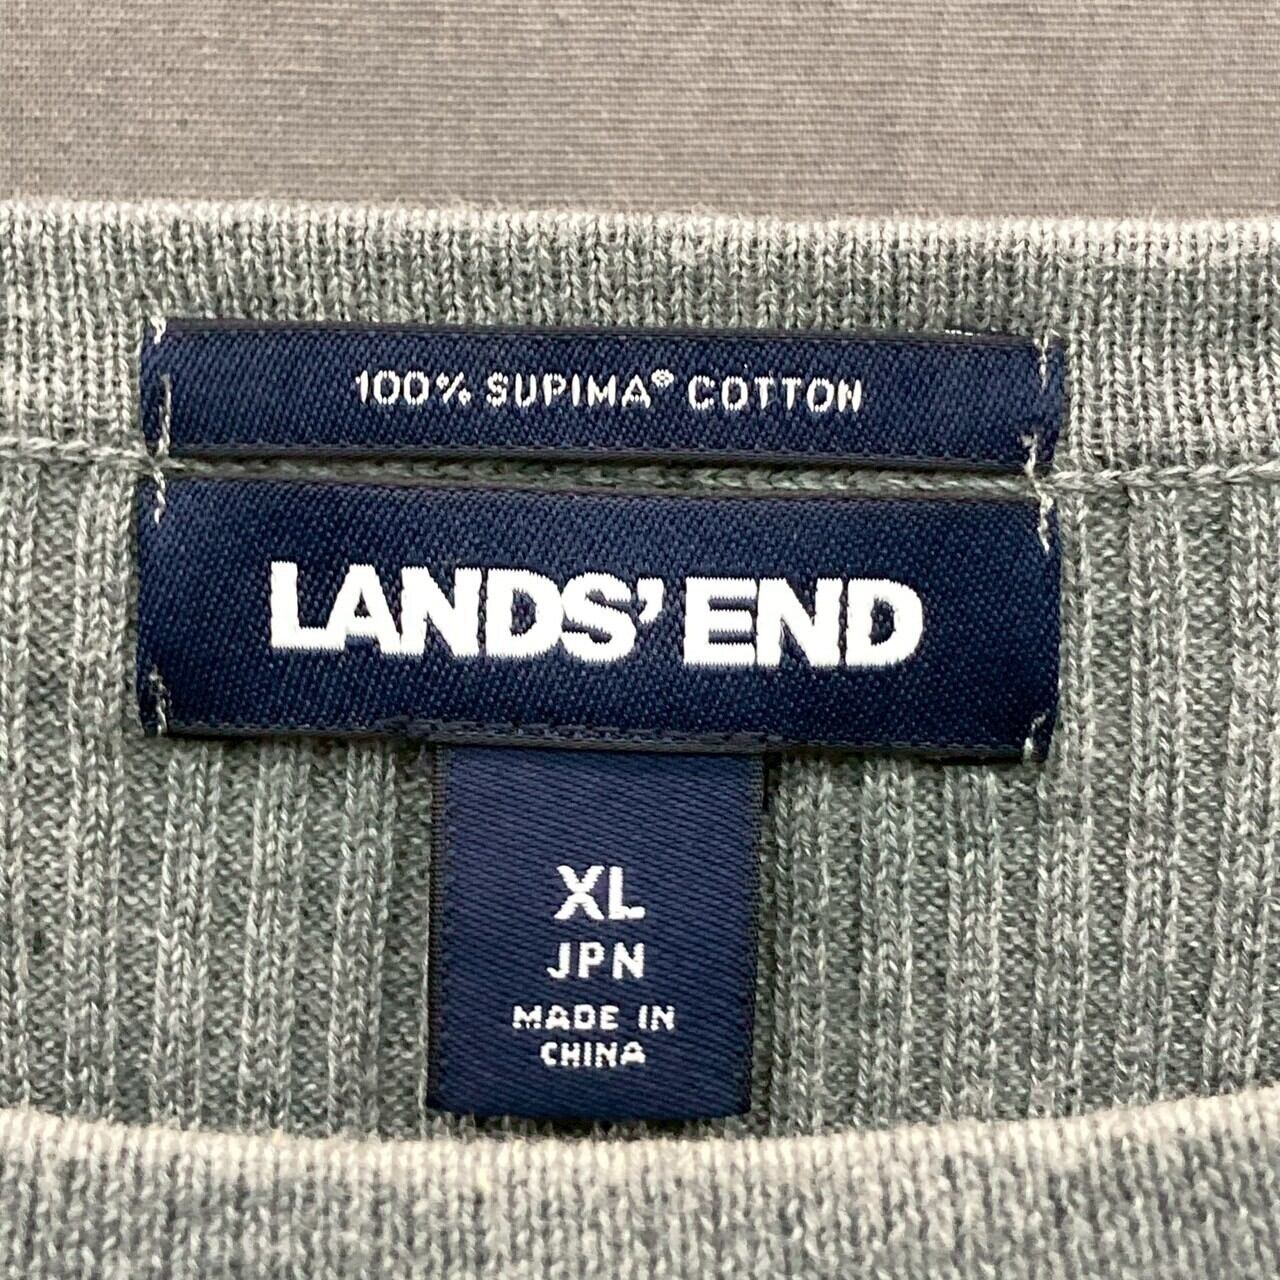 100% SUPIMA® COTTON
LANDS' END
XL
JPN
MADE IN
CHINA